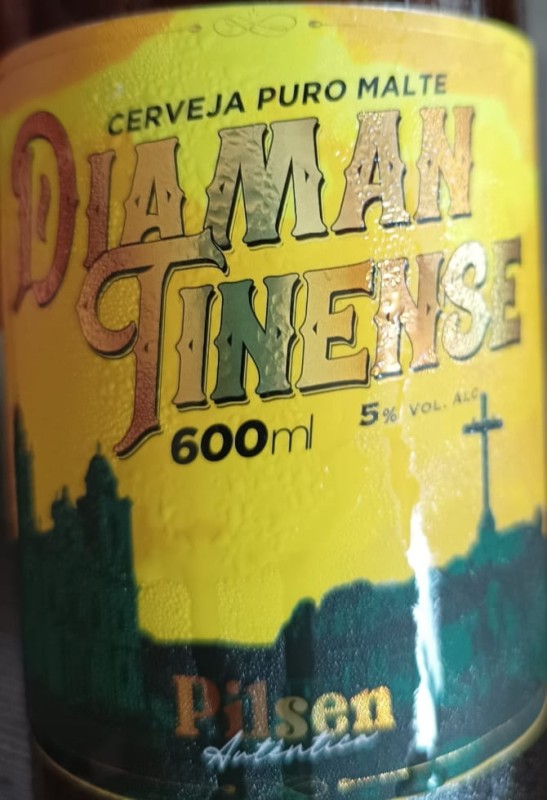 CERVEJA PURO MALTE
DIAMAN
TINENSE
600ml 5% VOL. ALC.
Pilsen
Autêntica